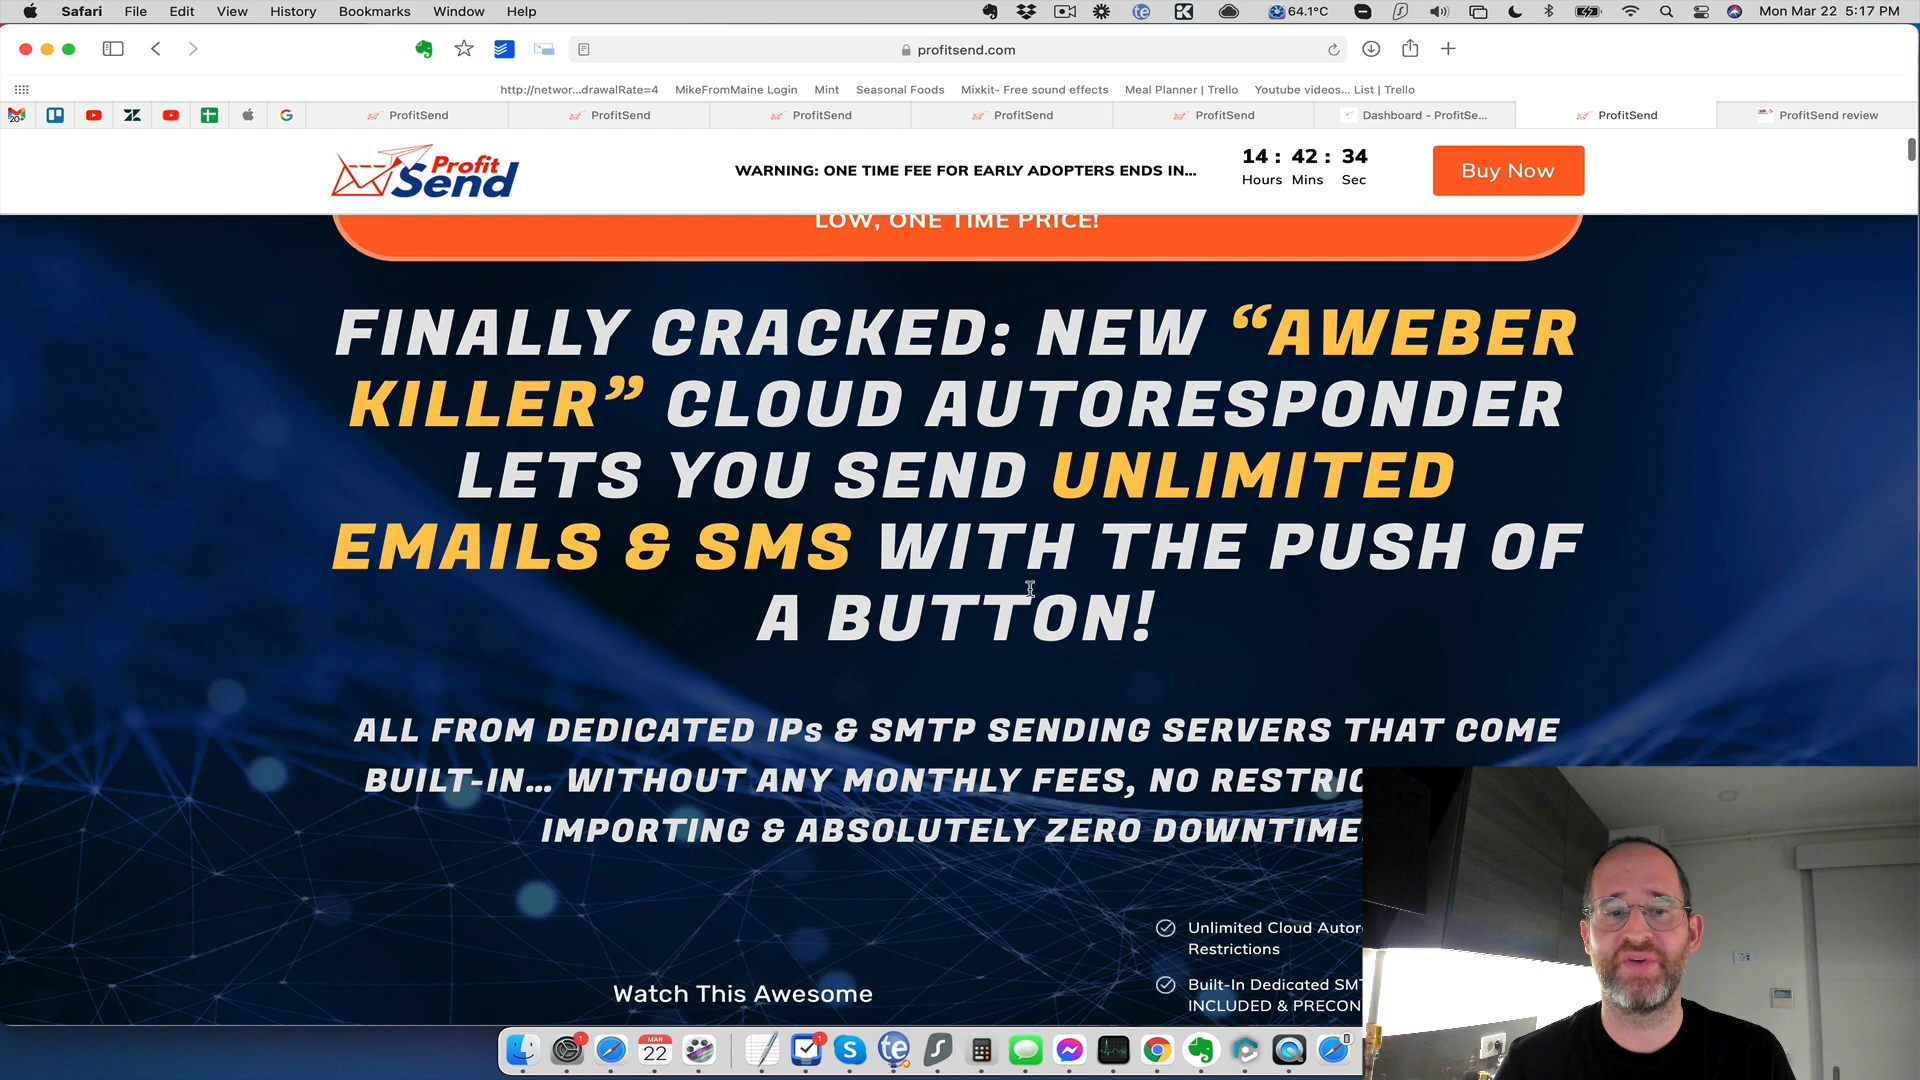 Safari File Edit View History Bookmarks Window Help 64.1°C Mon Mar 22 5:17 PM
profitsend.com
http://networ...drawalRate=4 MikeFromMaine Login Mint Seasonal Foods Mixkit- Free sound effects Meal Planner | Trello Youtube videos... List | Trello
20+ ProfitSend ProfitSend ProfitSend ProfitSend ProfitSend Dashboard - ProfitSe... ProfitSend ProfitSend review
Profit
Send
WARNING: ONE TIME FEE FOR EARLY ADOPTERS ENDS IN...
14 : 42 : 34
Hours Mins Sec
Buy Now
LOW, ONE TIME PRICE!
FINALLY CRACKED: NEW “AWEBER
KILLER” CLOUD AUTORESPONDER
LETS YOU SEND UNLIMITED
EMAILS & SMS WITH THE PUSH OF
A BUTTON!
ALL FROM DEDICATED IPs & SMTP SENDING SERVERS THAT COME
BUILT-IN... WITHOUT ANY MONTHLY FEES, NO RESTRIC
IMPORTING & ABSOLUTELY ZERO DOWNTIME.
Unlimited Cloud Autor
Restrictions
Built-In Dedicated SMT
INCLUDED & PRECON
Watch This Awesome
1 MAR 22 1